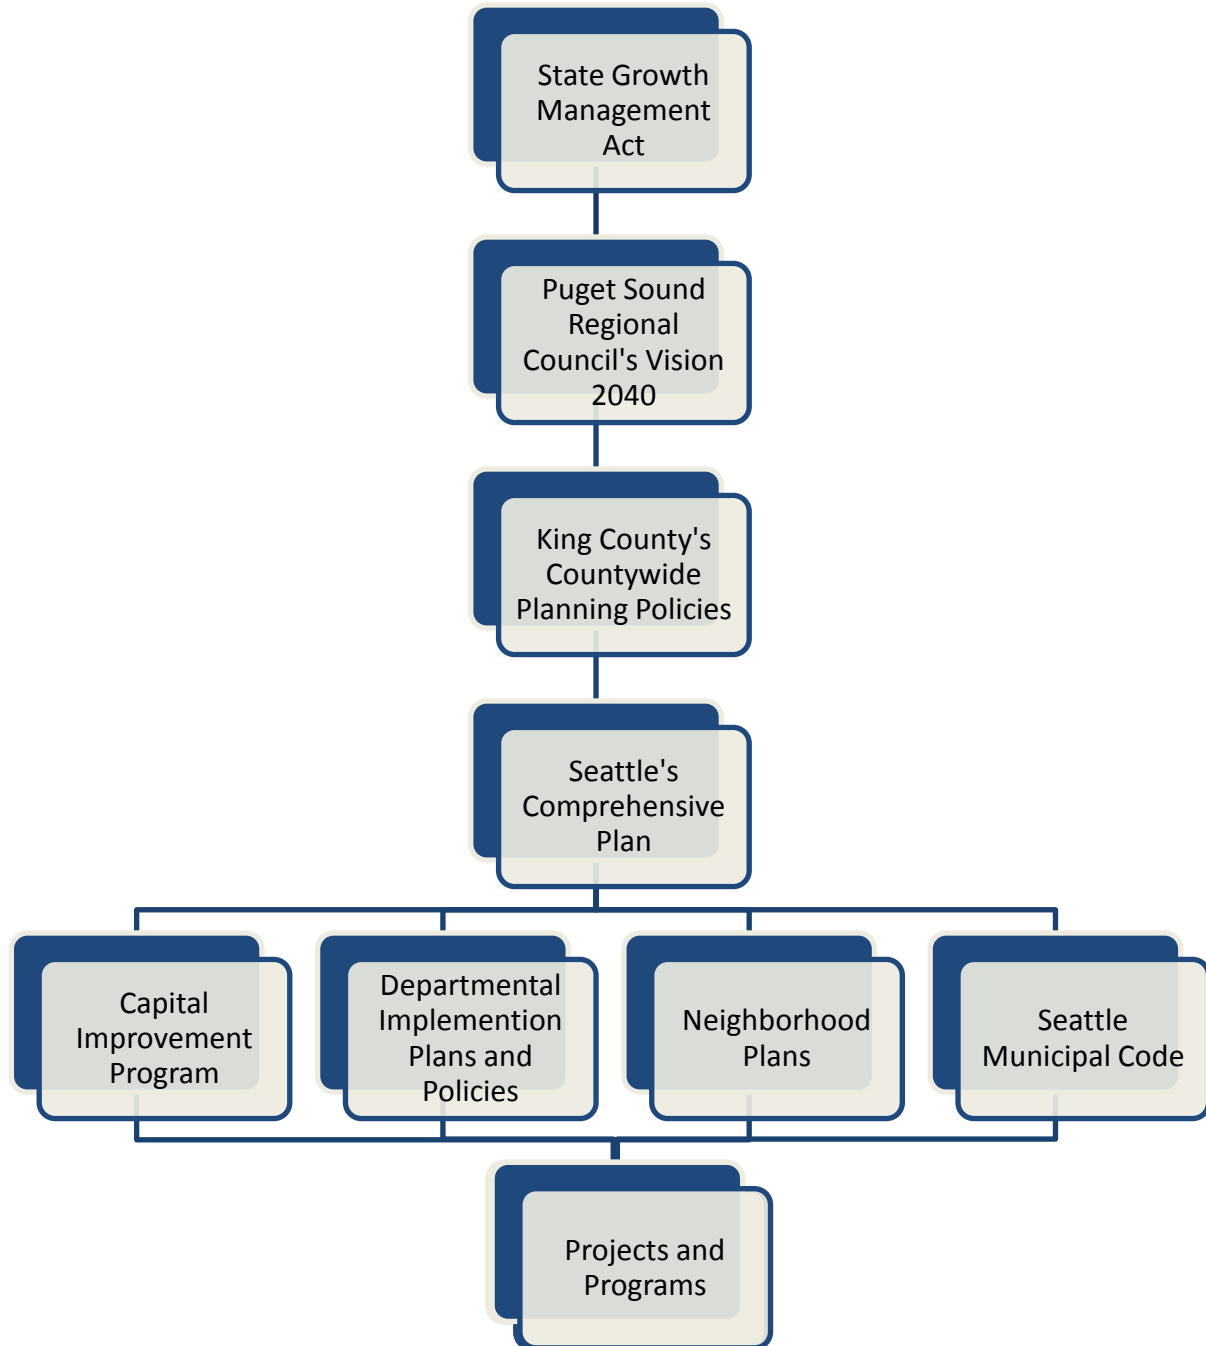 State Growth
Management
Act
Puget Sound
Regional
Council's Vision
2040
King County's
Countywide
Planning Policies
Seattle's
Comprehensive
Plan
Capital
Improvement
Program
Departmental
Implemention
Plans and
Policies
Neighborhood
Plans
Seattle
Municipal Code
Projects and
Programs